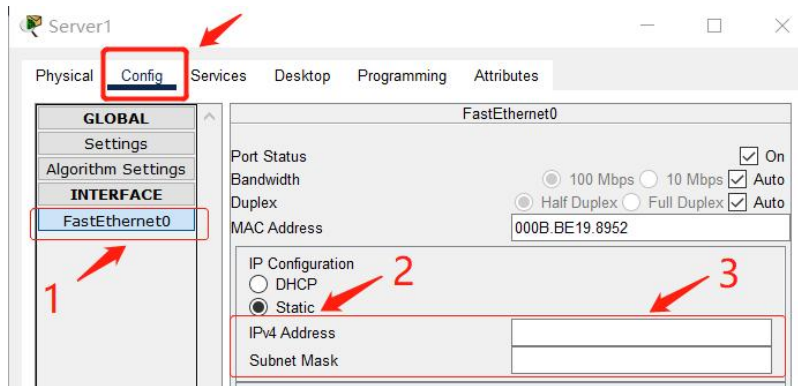 Server1
Physical Config Services Desktop Programming Attributes
GLOBAL
Settings
Algorithm Settings
INTERFACE
FastEthernet0
1
FastEthernet0
Port Status On
Bandwidth 100 Mbps 10 Mbps Auto
Duplex Half Duplex Full Duplex Auto
MAC Address 000B.BE19.8952
IP Configuration
DHCP
2
Static
3
IPv4 Address
Subnet Mask